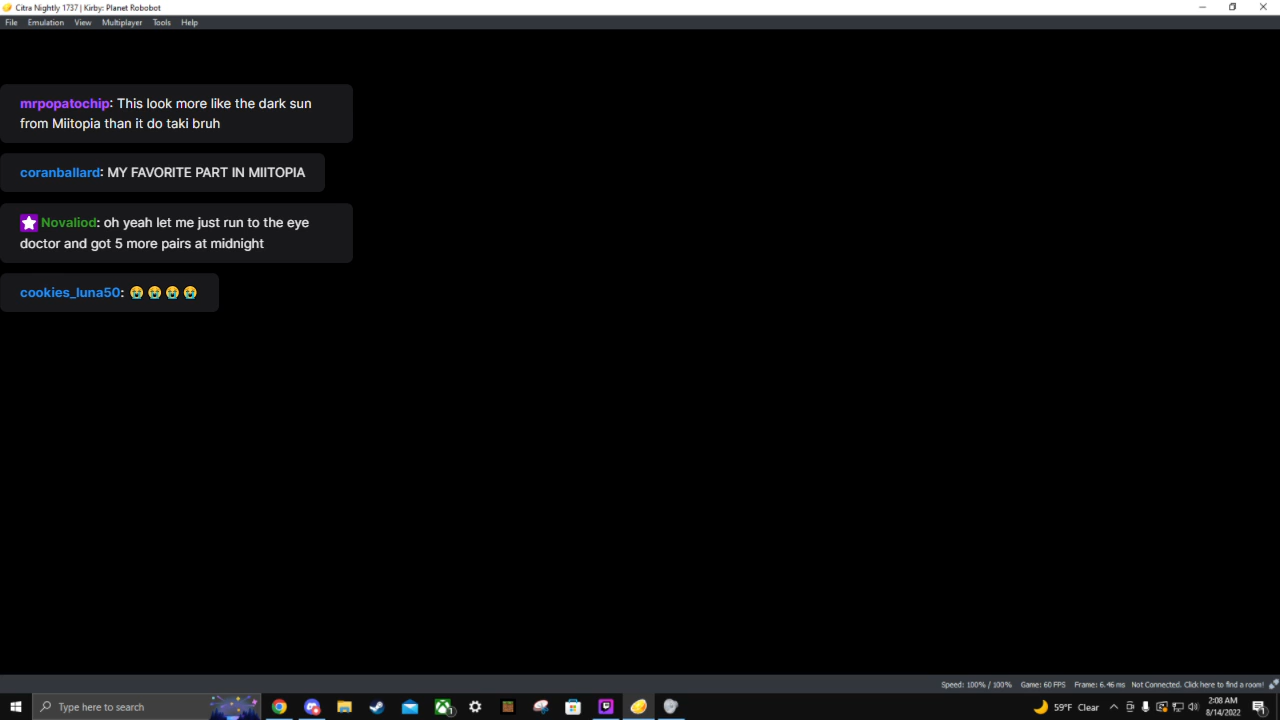 Citra Nightly 1737 | Kirby: Planet Robobot
File Emulation View Multiplayer Tools Help
mrpopatochip: This look more like the dark sun
from Miitopia than it do taki bruh
coranballard: MY FAVORITE PART IN MIITOPIA
Novaliod: oh yeah let me just run to the eye
doctor and got 5 more pairs at midnight
cookies_luna50: 😭 😭 😭 😭
Speed: 100% / 100% Game: 60 FPS Frame: 6.46 ms Not Connected. Click here to find a room!
Type here to search
1
59°F Clear
2:08 AM
8/14/2022
1